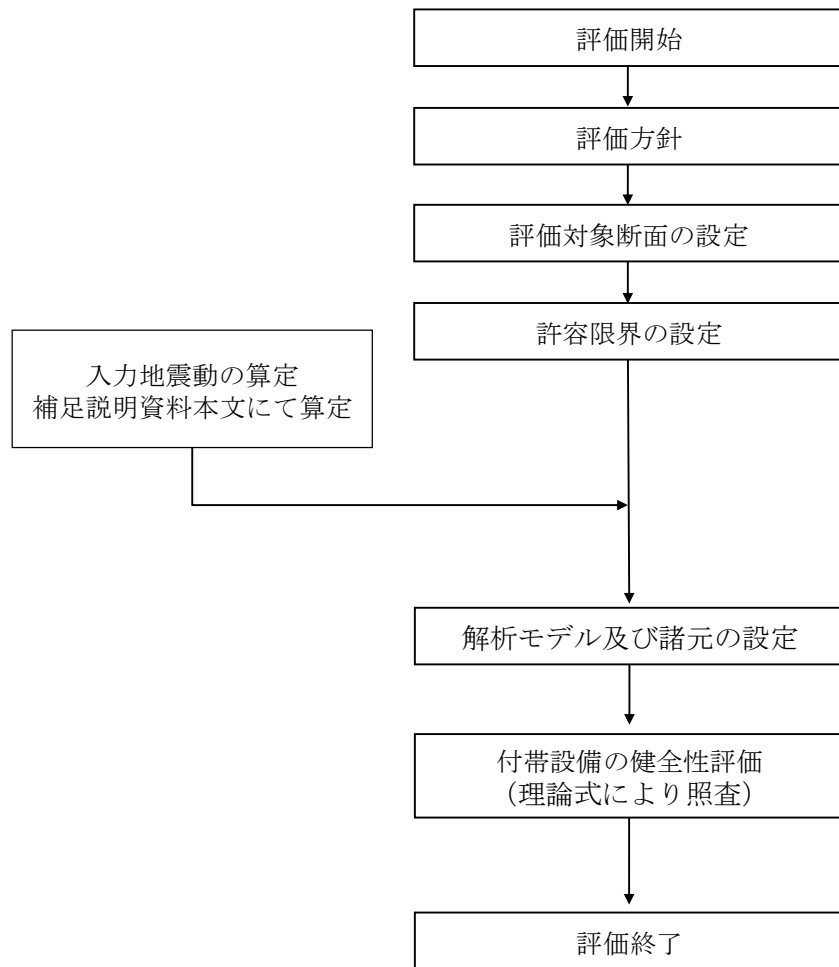 評価開始
評価方針
評価対象断面の設定
許容限界の設定
入力地震動の算定
補足説明資料本文にて算定
解析モデル及び諸元の設定
付帯設備の健全性評価
（理論式により照査）
評価終了